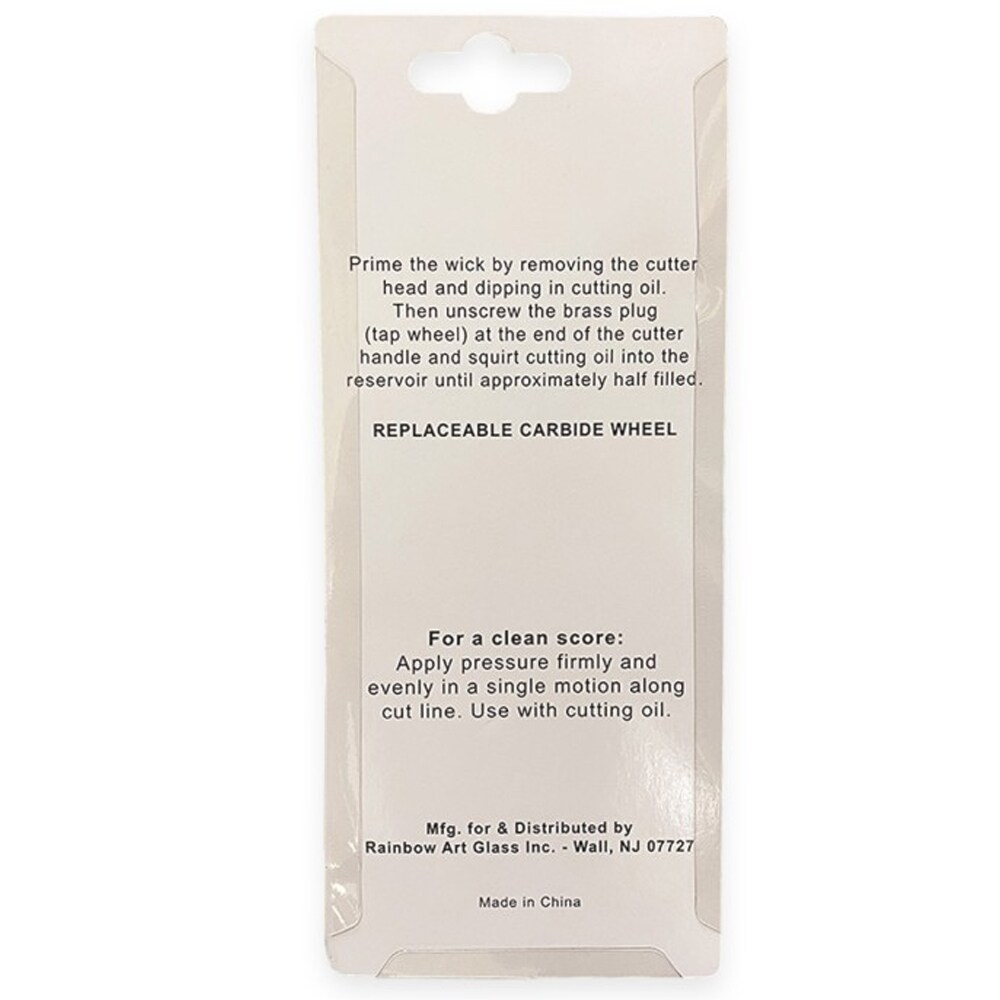 Prime the wick by removing the cutter
head and dipping in cutting oil.
Then unscrew the brass plug
(tap wheel) at the end of the cutter
handle and squirt cutting oil into the
reservoir until approximately half filled.
REPLACEABLE CARBIDE WHEEL
For a clean score:
Apply pressure firmly and
evenly in a single motion along
cut line. Use with cutting oil.
Mfg. for & Distributed by
Rainbow Art Glass Inc. - Wall, NJ 07727
Made in China